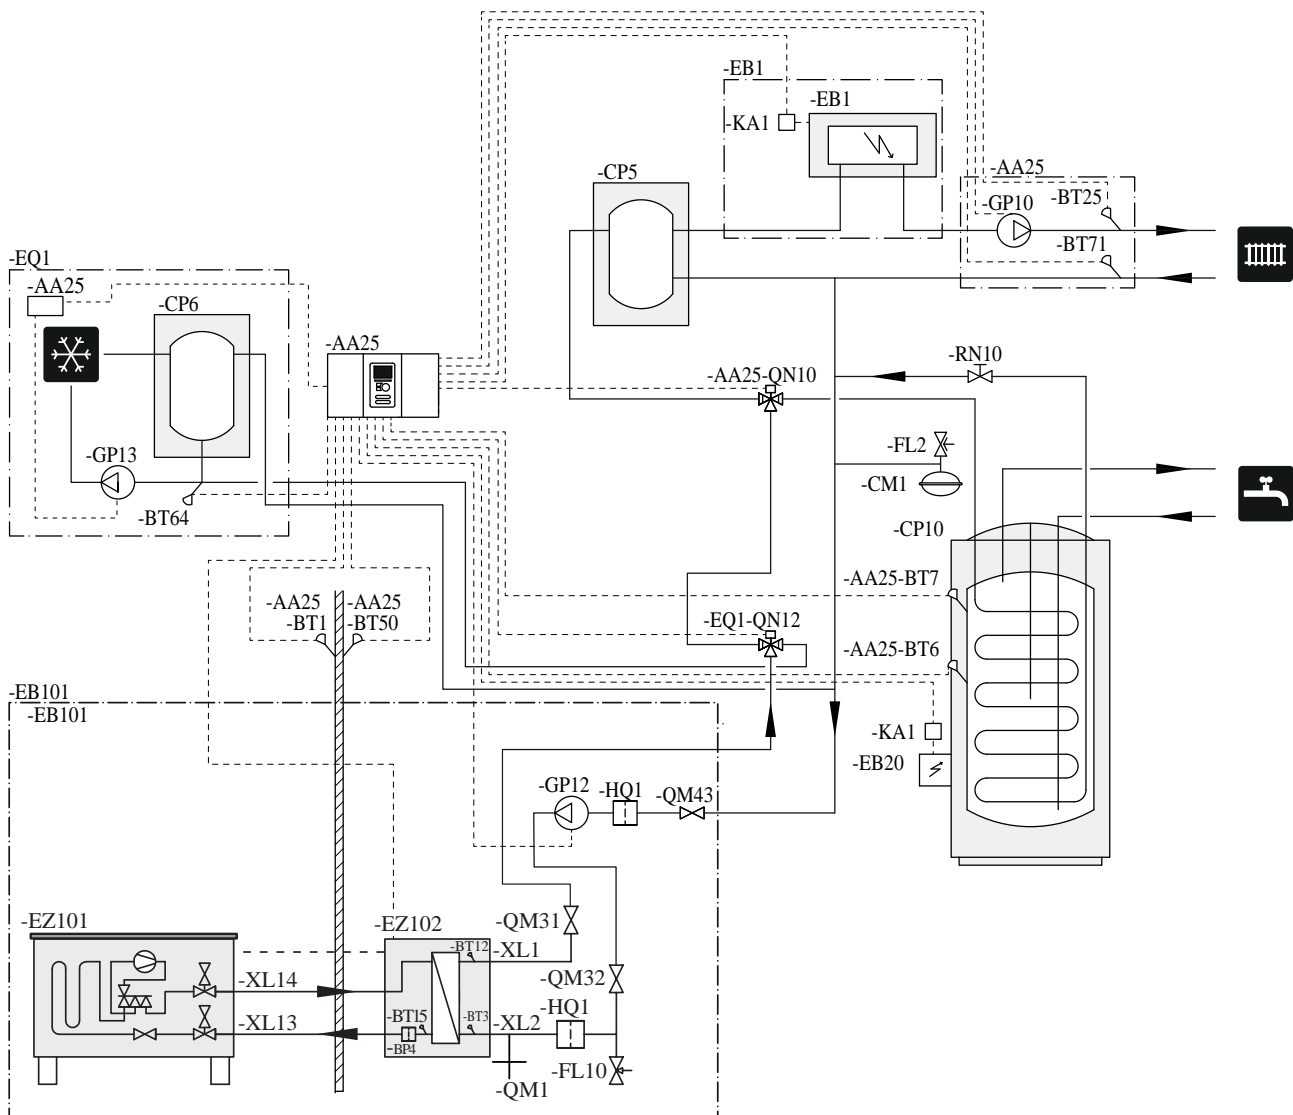 -EB1
-EB1
-KA1
-CP5
-AA25
-GP10
-BT25
-BT71
-EQ1
-AA25
-CP6
-AA25
-RN10
-AA25-QN10
-GP13
-FL2
-CM1
-BT64
-CP10
-AA25-BT7
-AA25
-AA25
-BT1
-BT50
-EQ1-QN12
-AA25-BT6
-EB101
-EB101
-KA1
-EB20
-GP12
-HQ1
-QM43
-EZ101
-EZ102
-QM31
-BT12
-XL1
-XL14
-QM32
-HQ1
-XL13
-BT15
-BT3
-XL2
-BP4
-FL10
-QM1